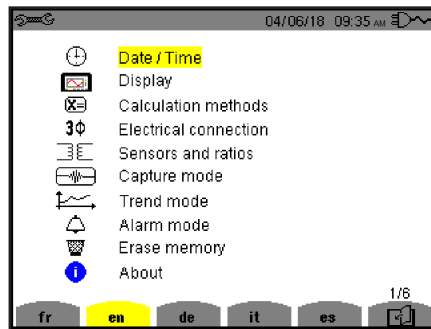 04/06/18 09:35 AM
Date / Time
Display
X= Calculation methods
3Φ Electrical connection
Sensors and ratios
Capture mode
Trend mode
Alarm mode
Erase memory
i About
1/6
fr en de it es